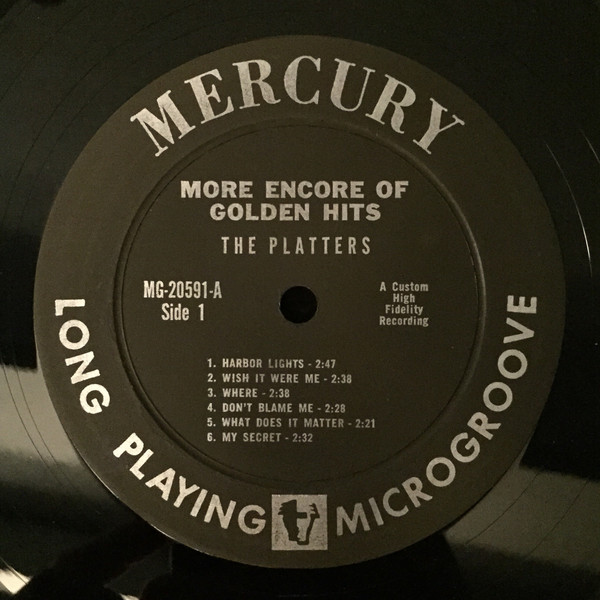 MERCURY
MORE ENCORE OF
GOLDEN HITS
THE PLATTERS
MG-20591-A
Side 1
A Custom
High
Fidelity
Recording
1. HARBOR LIGHTS - 2:47
2. WISH IT WERE ME - 2:38
3. WHERE - 2:38
4. DON'T BLAME ME - 2:28
5. WHAT DOES IT MATTER - 2:21
6. MY SECRET - 2:32
LONG PLAYING MICROGROOVE